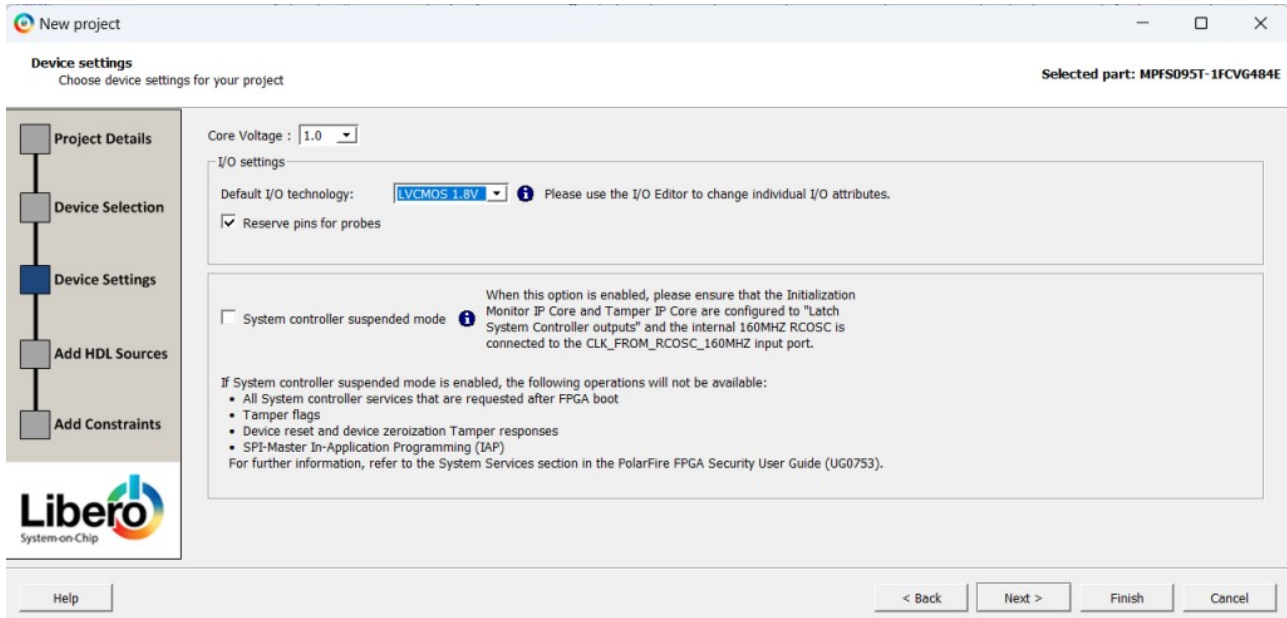 New project
Device settings
Choose device settings for your project
Selected part: MPFS095T-1FCVG484E
Project Details
Device Selection
Device Settings
Add HDL Sources
Add Constraints
Libero
System-on-Chip
Core Voltage : 1.0
I/O settings
Default I/O technology: LVCMOS 1.8V Please use the I/O Editor to change individual I/O attributes.
Reserve pins for probes
System controller suspended mode
When this option is enabled, please ensure that the Initialization
Monitor IP Core and Tamper IP Core are configured to "Latch
System Controller outputs" and the internal 160MHZ RCOSC is
connected to the CLK_FROM_RCOSC_160MHZ input port.
If System controller suspended mode is enabled, the following operations will not be available:
• All System controller services that are requested after FPGA boot
• Tamper flags
• Device reset and device zeroization Tamper responses
• SPI-Master In-Application Programming (IAP)
For further information, refer to the System Services section in the PolarFire FPGA Security User Guide (UG0753).
Help
< Back
Next >
Finish
Cancel